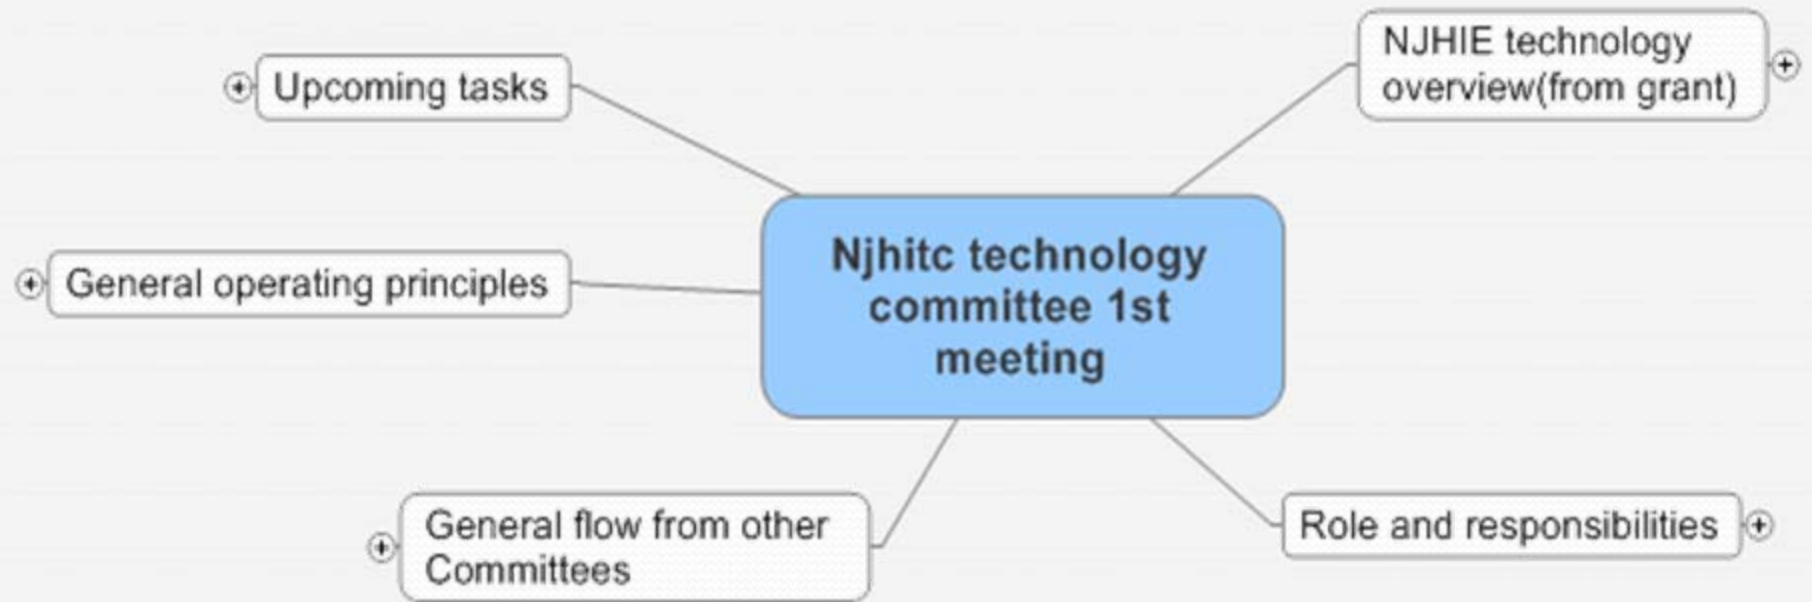 NJHIE technology
overview(from grant)
Upcoming tasks
Njhitc technology
committee 1st
meeting
General operating principles
General flow from other
Committees
Role and responsibilities